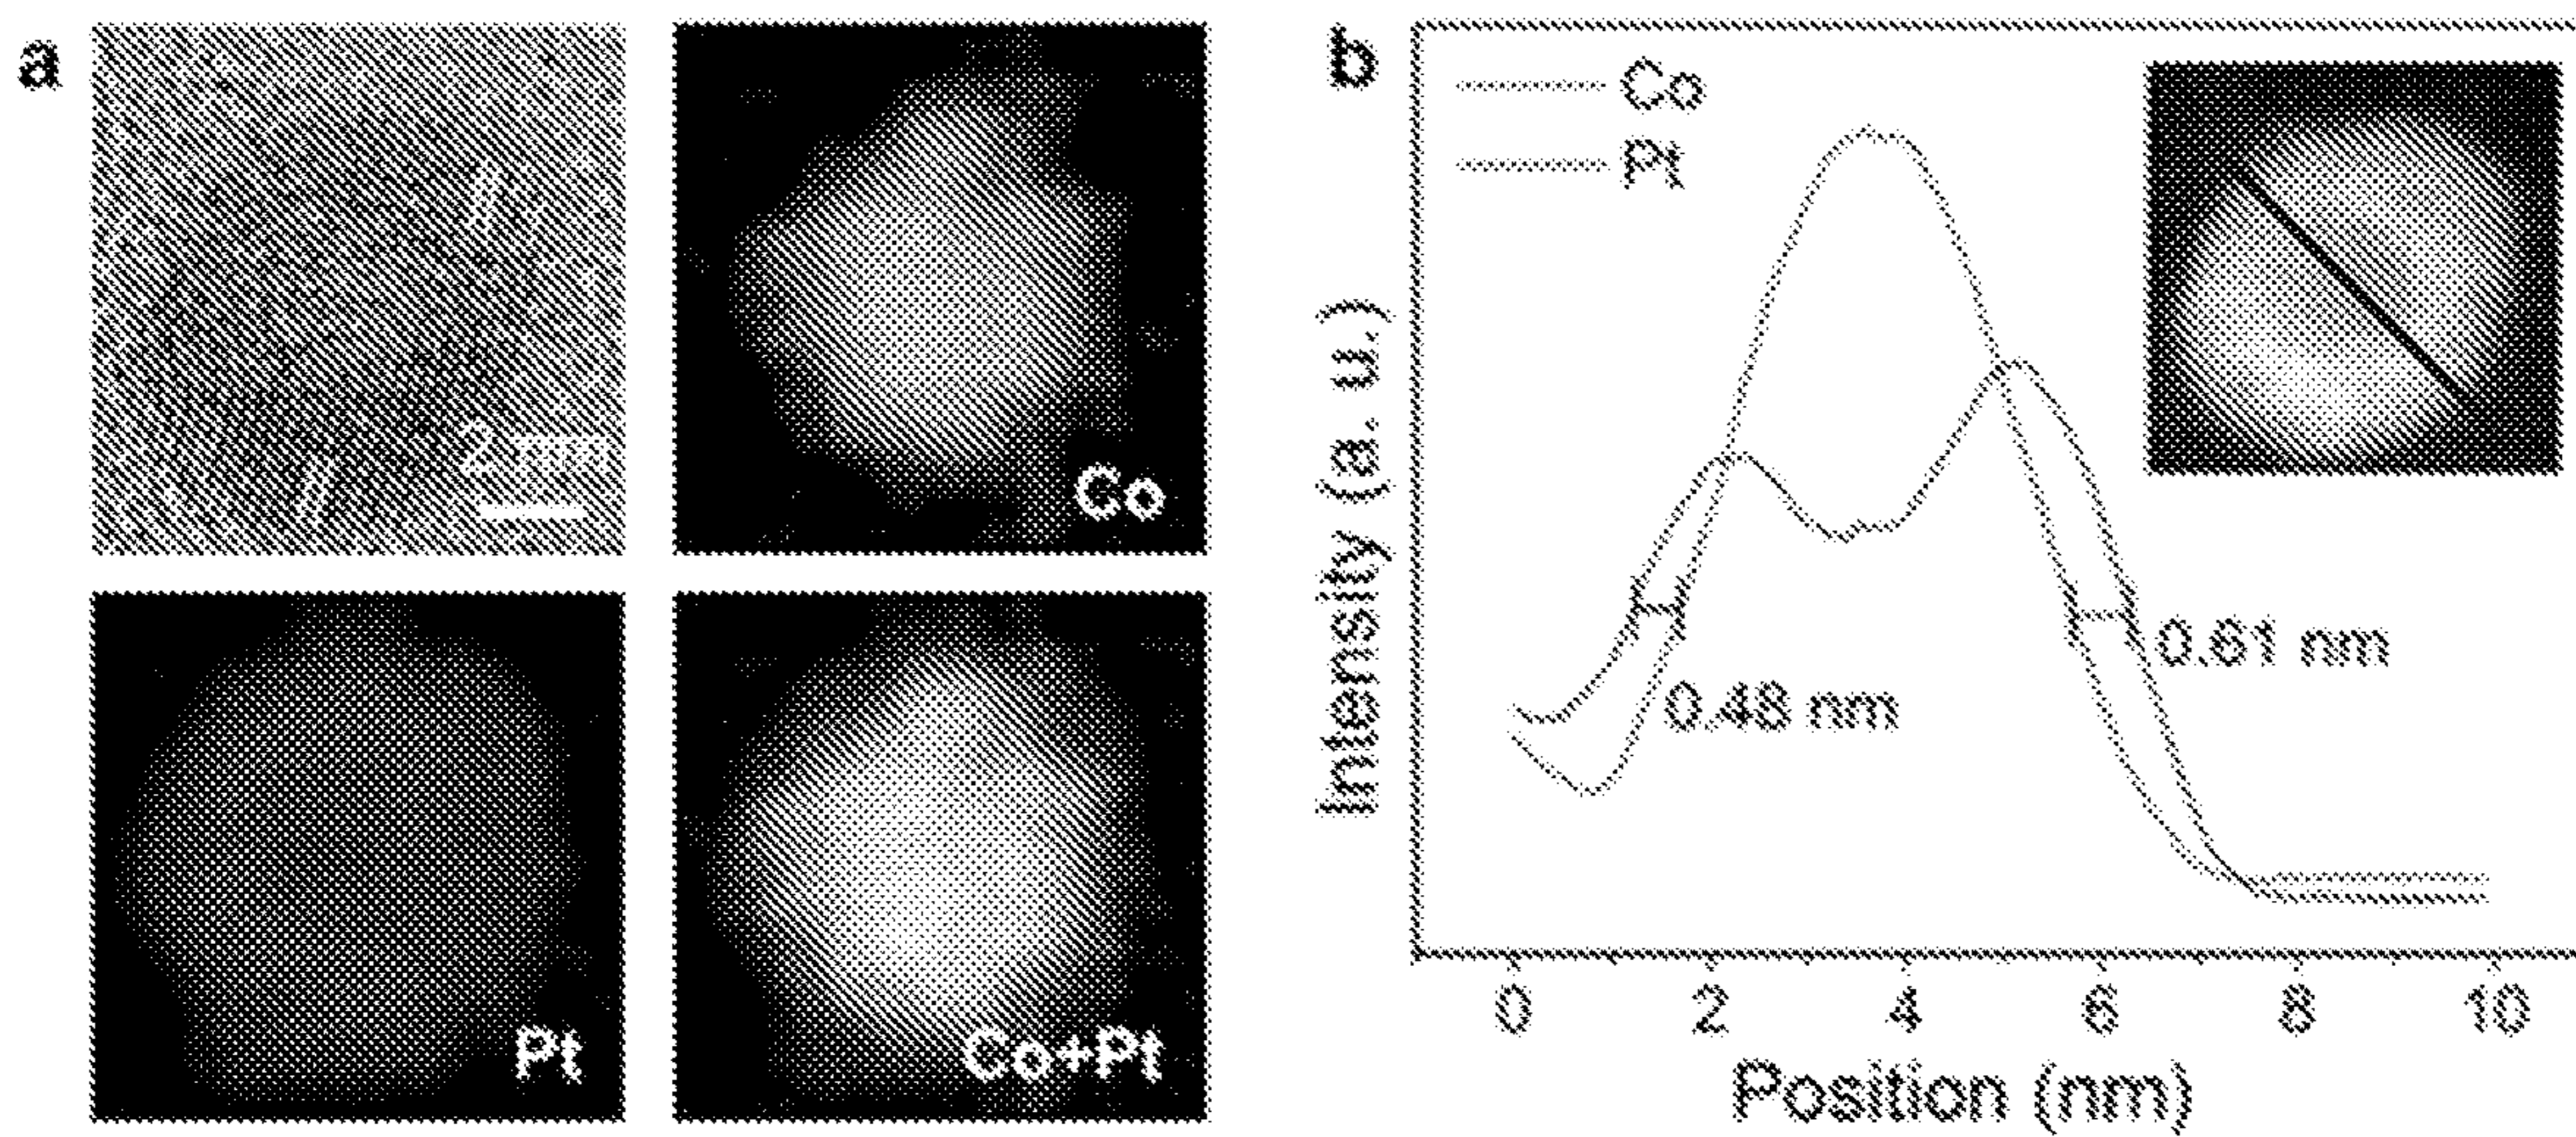 a
2 nm
Co
Pt
Co+Pt
b
Co
Pt
Intensity (a. u.)
0.48 nm
0.61 nm
0 2 4 6 8 10
Position (nm)